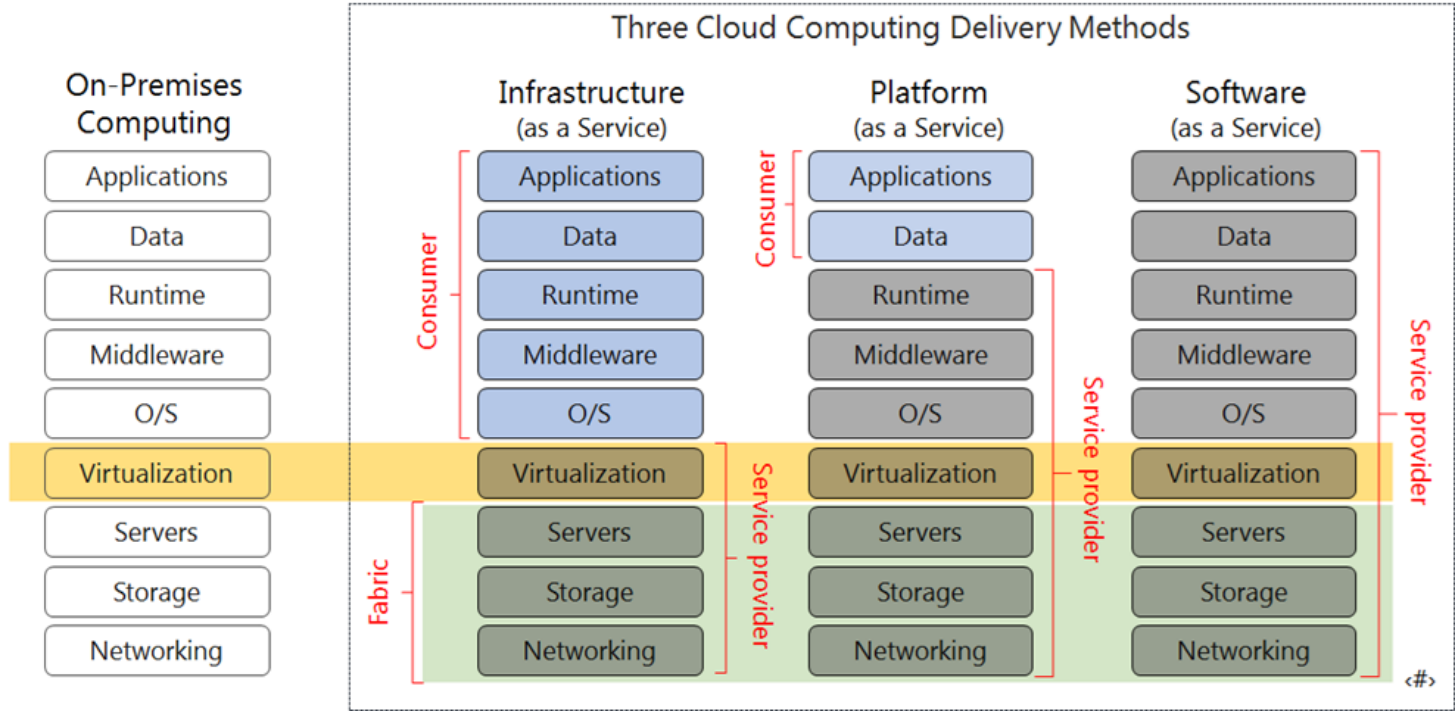 Three Cloud Computing Delivery Methods
On-Premises
Computing
Applications
Data
Runtime
Middleware
O/S
Virtualization
Servers
Storage
Networking
Infrastructure
(as a Service)
Applications
Data
Runtime
Middleware
O/S
Virtualization
Servers
Storage
Networking
Consumer
Fabric
Service provider
Platform
(as a Service)
Applications
Data
Runtime
Middleware
O/S
Virtualization
Servers
Storage
Networking
Consumer
Service provider
Software
(as a Service)
Applications
Data
Runtime
Middleware
O/S
Virtualization
Servers
Storage
Networking
Service provider
‹#›